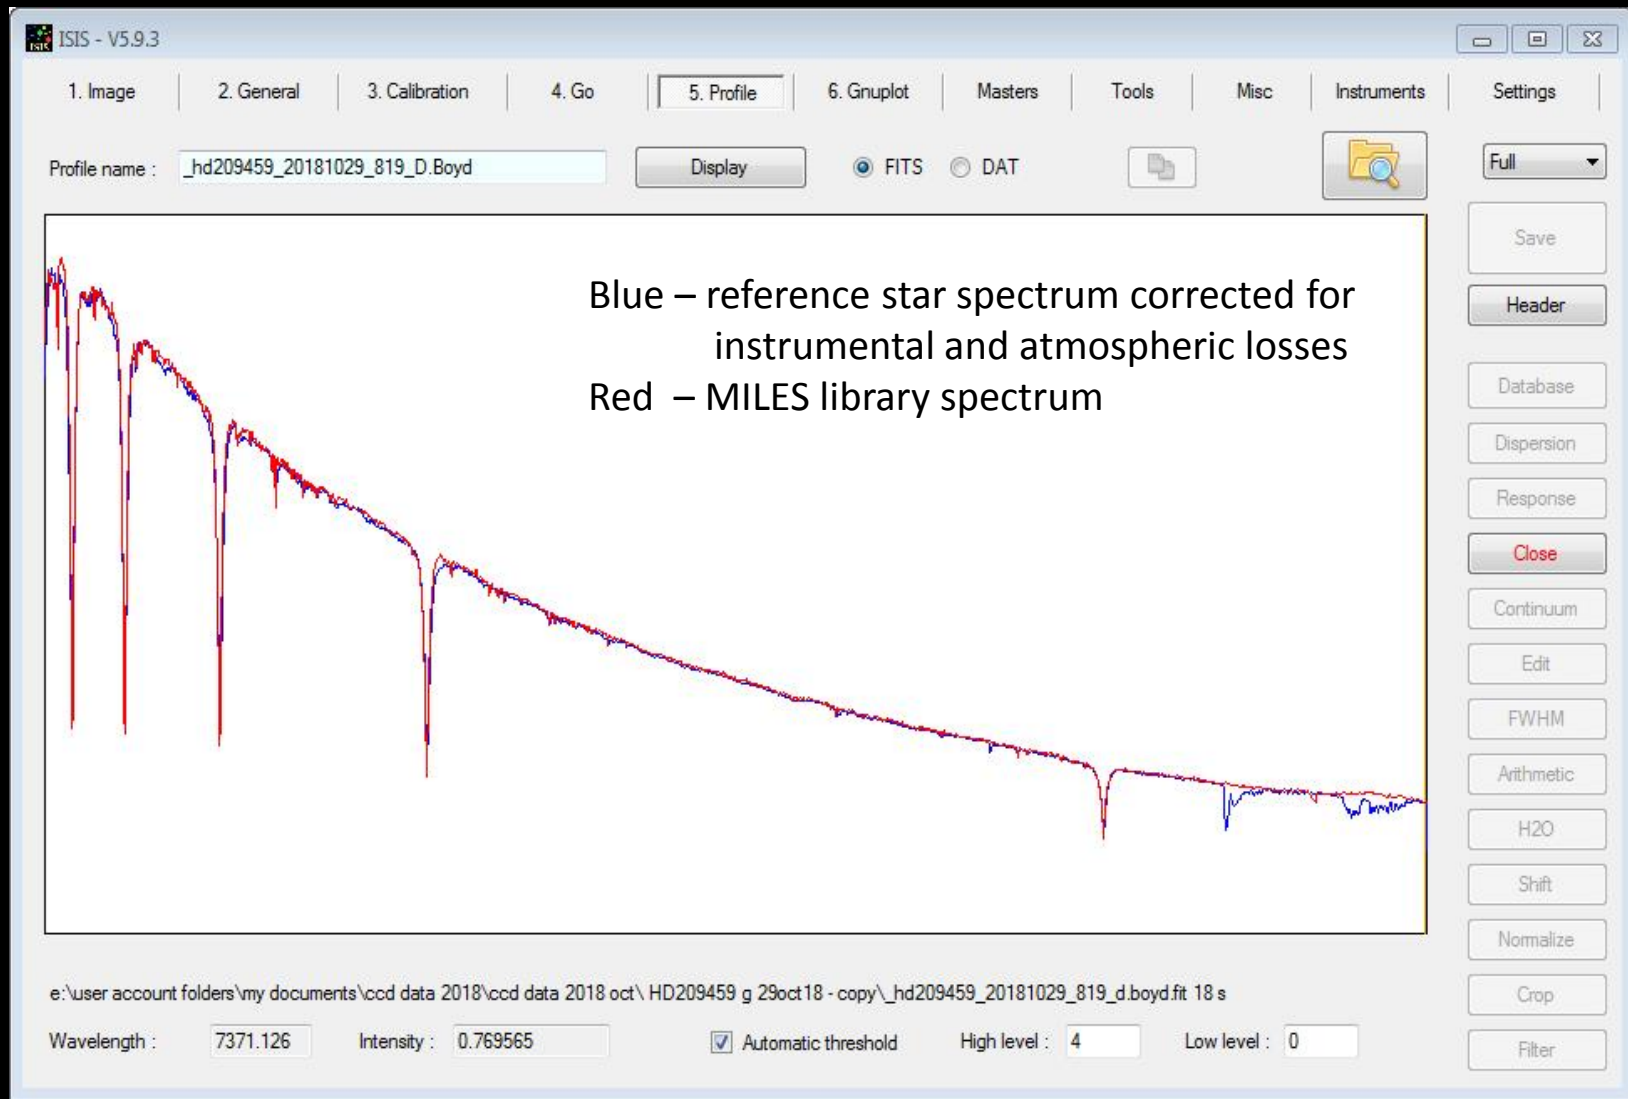 ISIS - V5.9.3
1. Image 2. General 3. Calibration 4. Go 5. Profile 6. Gnuplot Masters Tools Misc Instruments Settings
Profile name : _hd209459_20181029_819_D.Boyd Display FITS DAT Full
Blue – reference star spectrum corrected for
instrumental and atmospheric losses
Red – MILES library spectrum
Save
Header
Database
Dispersion
Response
Close
Continuum
Edit
FWHM
Arithmetic
H2O
Shift
Normalize
Crop
Filter
e:\user account folders\my documents\ccd data 2018\ccd data 2018 oct\ HD209459 g 29oct18 - copy\_hd209459_20181029_819_d.boyd.fit 18 s
Wavelength : 7371.126 Intensity : 0.769565 Automatic threshold High level : 4 Low level : 0